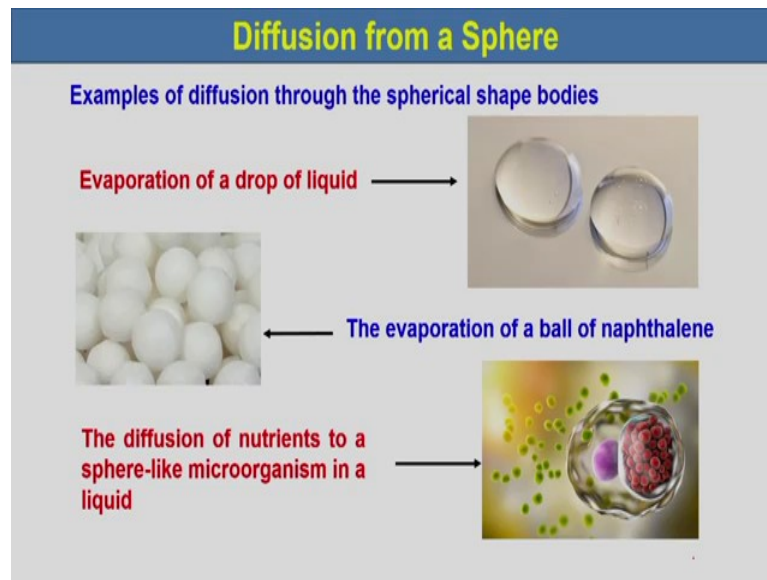 Diffusion from a Sphere
Examples of diffusion through the spherical shape bodies
Evaporation of a drop of liquid
The evaporation of a ball of naphthalene
The diffusion of nutrients to a
sphere-like microorganism in a
liquid